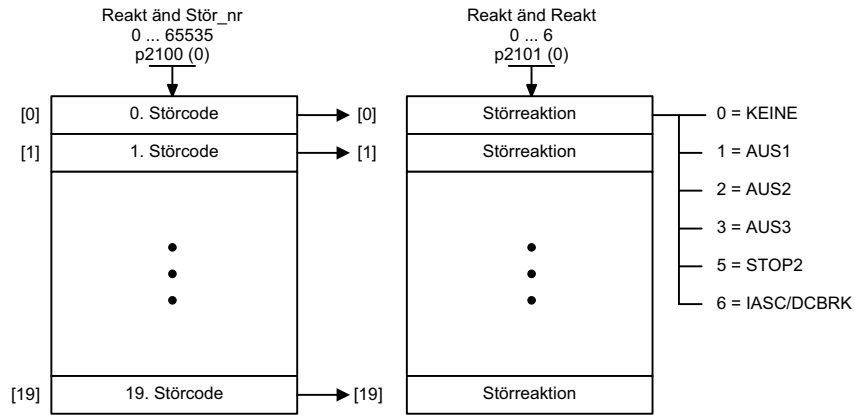 Reakt änd Stör_nr
0 ... 65535
p2100 (0)
Reakt änd Reakt
0 ... 6
p2101 (0)
[0] 0. Störcode [0] Störreaktion 0 = KEINE
[1] 1. Störcode [1] Störreaktion 1 = AUS1
2 = AUS2
3 = AUS3
5 = STOP2
6 = IASC/DCBRK
[19] 19. Störcode [19] Störreaktion